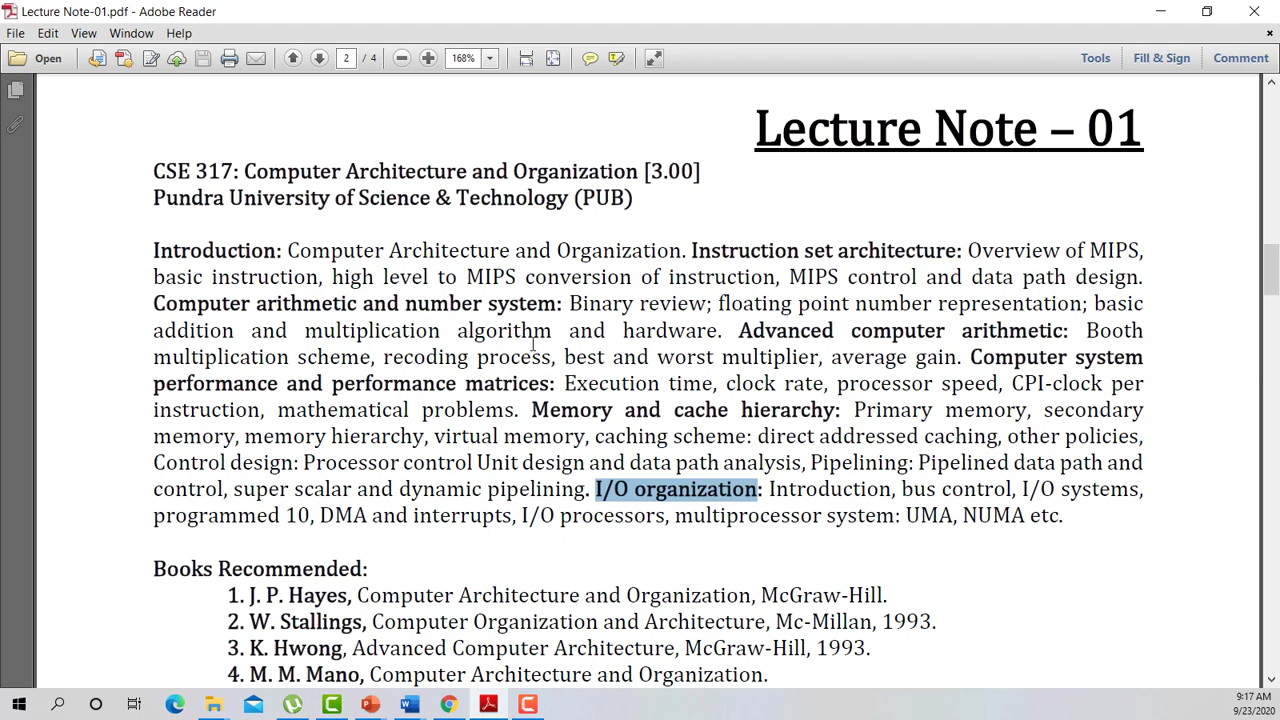 Lecture Note-01.pdf - Adobe Reader
File Edit View Window Help
Open 2 / 4 168% Tools Fill & Sign Comment
Lecture Note – 01
CSE 317: Computer Architecture and Organization [3.00]
Pundra University of Science & Technology (PUB)
Introduction: Computer Architecture and Organization. Instruction set architecture: Overview of MIPS,
basic instruction, high level to MIPS conversion of instruction, MIPS control and data path design.
Computer arithmetic and number system: Binary review; floating point number representation; basic
addition and multiplication algorithm and hardware. Advanced computer arithmetic: Booth
multiplication scheme, recoding process, best and worst multiplier, average gain. Computer system
performance and performance matrices: Execution time, clock rate, processor speed, CPI-clock per
instruction, mathematical problems. Memory and cache hierarchy: Primary memory, secondary
memory, memory hierarchy, virtual memory, caching scheme: direct addressed caching, other policies,
Control design: Processor control Unit design and data path analysis, Pipelining: Pipelined data path and
control, super scalar and dynamic pipelining. I/O organization: Introduction, bus control, I/O systems,
programmed 10, DMA and interrupts, I/O processors, multiprocessor system: UMA, NUMA etc.
Books Recommended:
1. J. P. Hayes, Computer Architecture and Organization, McGraw-Hill.
2. W. Stallings, Computer Organization and Architecture, Mc-Millan, 1993.
3. K. Hwong, Advanced Computer Architecture, McGraw-Hill, 1993.
4. M. M. Mano, Computer Architecture and Organization.
9:17 AM
9/23/2020